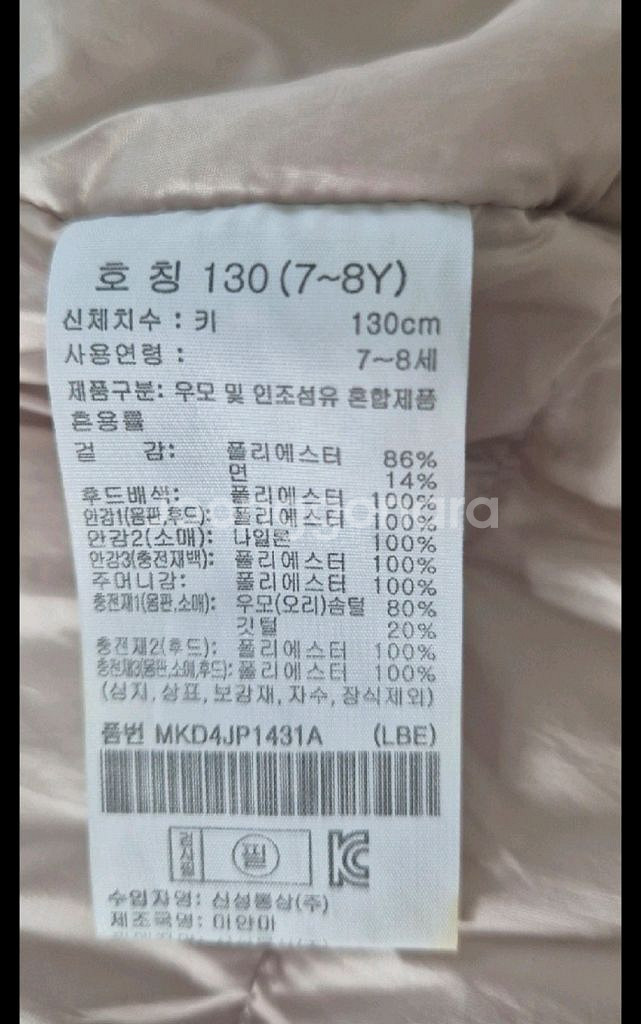 호 칭 130 (7~8Y)
신체치수 : 키 130cm
사용연령 : 7~8세
제품구분: 우모 및 인조섬유 혼합제품
혼용률
겉 감: 폴리에스터 86%
면 14%
후드배색: 폴리에스터 100%
안감1(몸판,후드): 폴리에스터 100%
안감2(소매): 나일론 100%
안감3(충전재백): 폴리에스터 100%
주머니감: 폴리에스터 100%
충전재1(몸판,소매): 우모(오리)솜털 80%
깃털 20%
충전재2(후드): 폴리에스터 100%
충전재3(몸판,소매,후드): 폴리에스터 100%
(심지,상표,보강재,자수,장식제외)
품번 MKD4JP1431A (LBE)
검사필 필 KC
수입자명: 신성통상(주)
제조국명: 미얀마